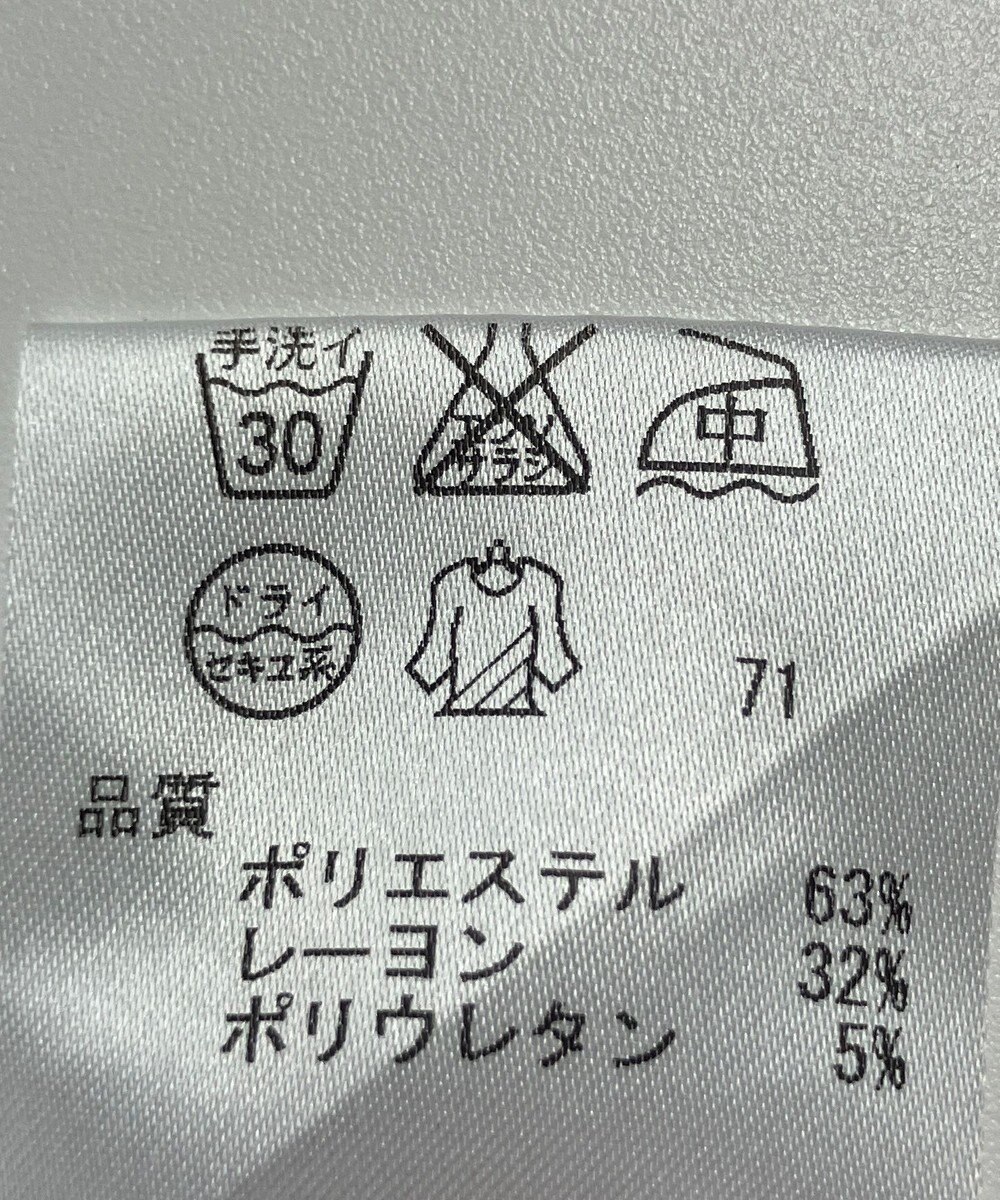 手洗イ
30
エンソ
サラシ
中
ドライ
セキユ系
71
品質
ポリエステル 63%
レーヨン 32%
ポリウレタン 5%